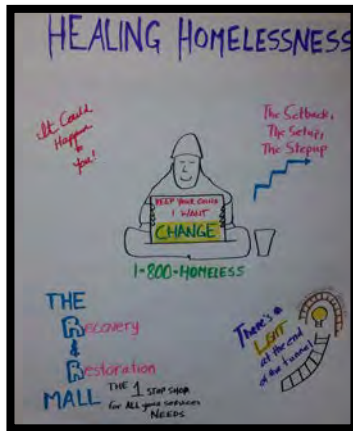 HEALING HOMELESSNESS
It Could
Happen
to
You!
The Setback,
The Setup,
The Stepup
KEEP YOUR COINS
I WANT
CHANGE
1-800-HOMELESS
THE
Recovery
&
Restoration
MALL
THE 1 STOP SHOP
for ALL your services
NEEDS
There's a
LIGHT
at the end
of the tunnel